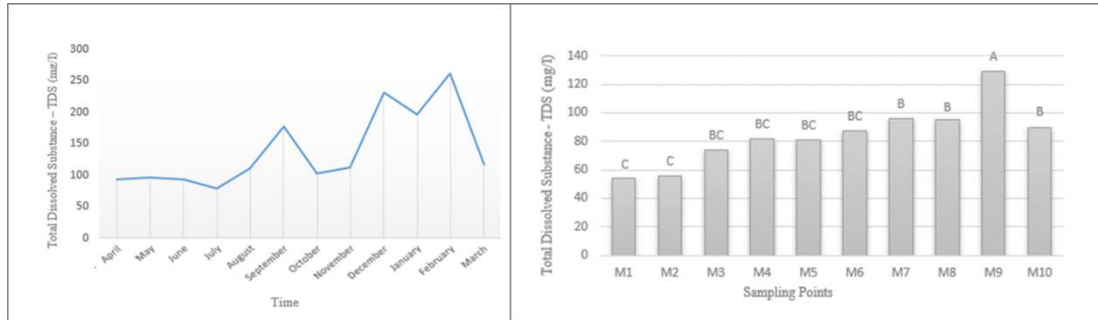 Total Dissolved Substance – TDS (mg/l)
300
250
200
150
100
50
0
. April
May
June
July
August
September
October
November
December
January
February
March
Time
Total Dissolved Substance - TDS (mg/l)
140
120
100
80
60
40
20
0
C
C
BC
BC
BC
BC
B
B
A
B
M1 M2 M3 M4 M5 M6 M7 M8 M9 M10
Sampling Points